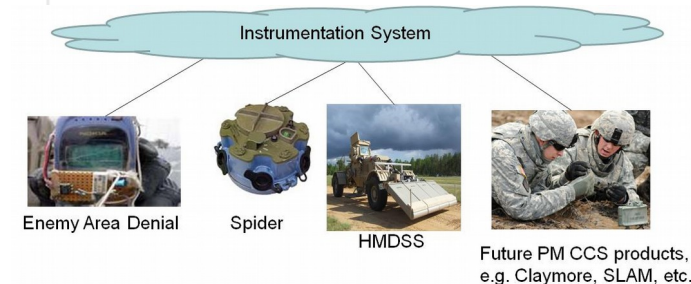 Instrumentation System
Enemy Area Denial
Spider
HMDSS
Future PM CCS products,
e.g. Claymore, SLAM, etc.